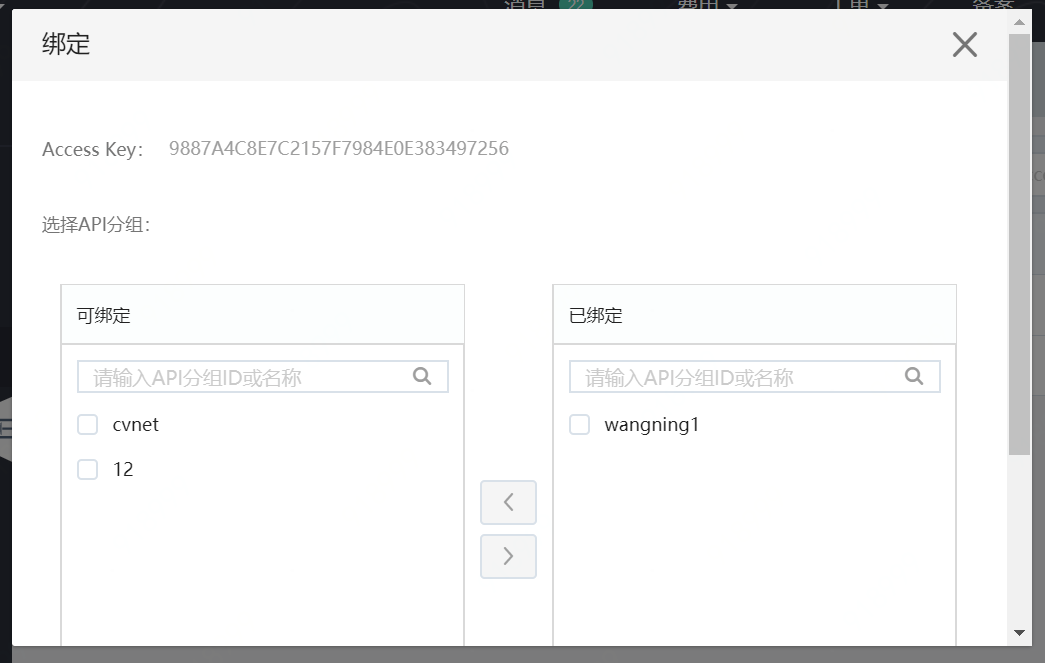 22
绑定
Access Key： 9887A4C8E7C2157F7984E0E383497256
选择API分组：
可绑定
已绑定
请输入API分组ID或名称
请输入API分组ID或名称
cvnet
wangning1
12